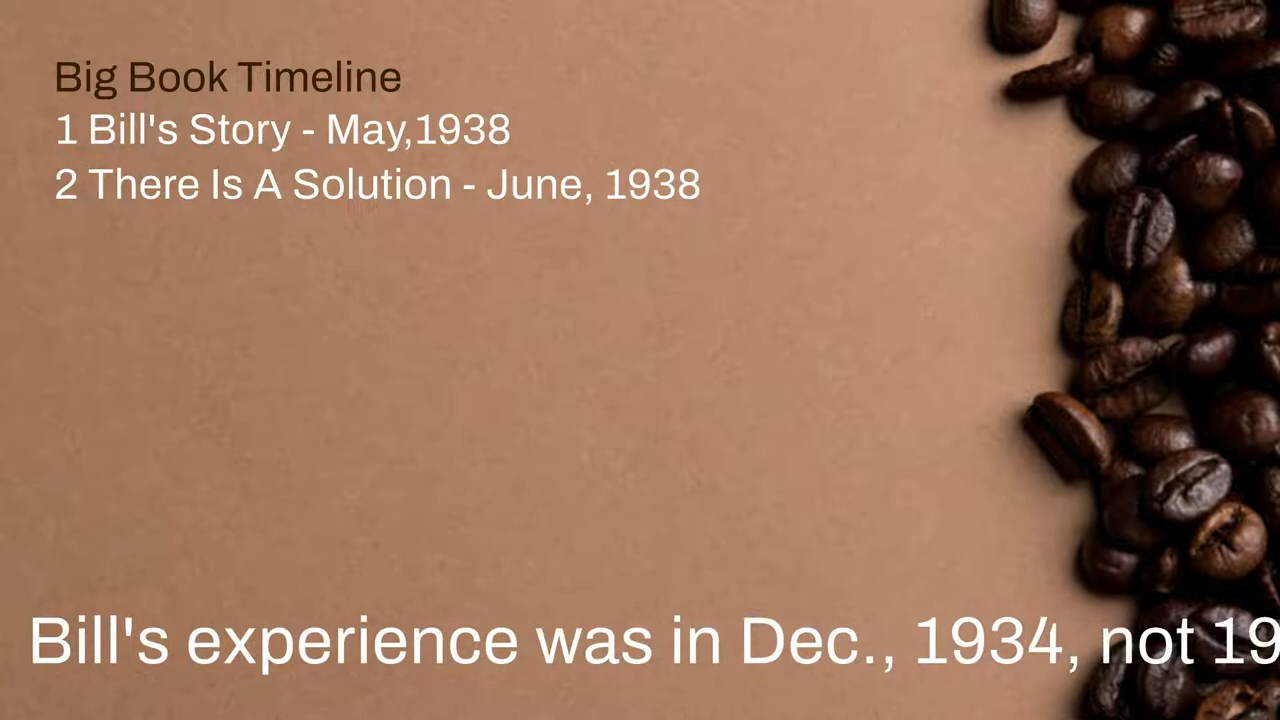 Big Book Timeline
1 Bill's Story - May,1938
2 There Is A Solution - June, 1938
Bill's experience was in Dec., 1934, not 19